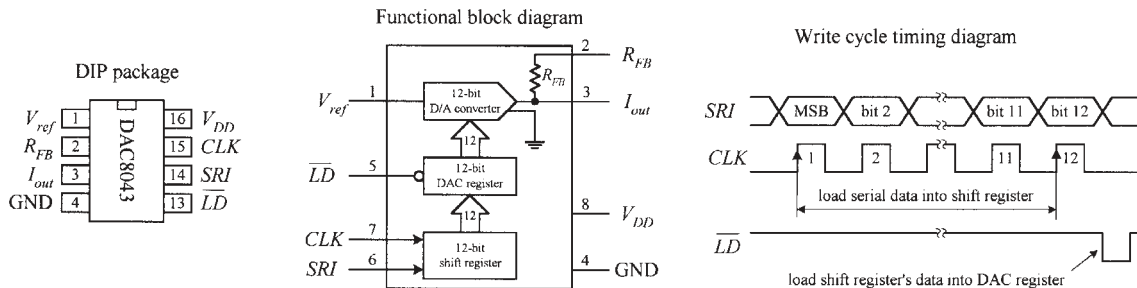 DIP package
V_ref 1 16 V_DD
R_FB 2 15 CLK
I_out 3 14 SRI
GND 4 13 L̅D̅
DAC8043
Functional block diagram
2 R_FB
R_FB
V_ref 1
12-bit
D/A converter
3 I_out
12
L̅D̅ 5
12-bit
DAC register
12
8 V_DD
CLK 7
SRI 6
12-bit
shift register
4 GND
Write cycle timing diagram
SRI MSB bit 2 bit 11 bit 12
CLK 1 2 11 12
load serial data into shift register
L̅D̅
load shift register's data into DAC register